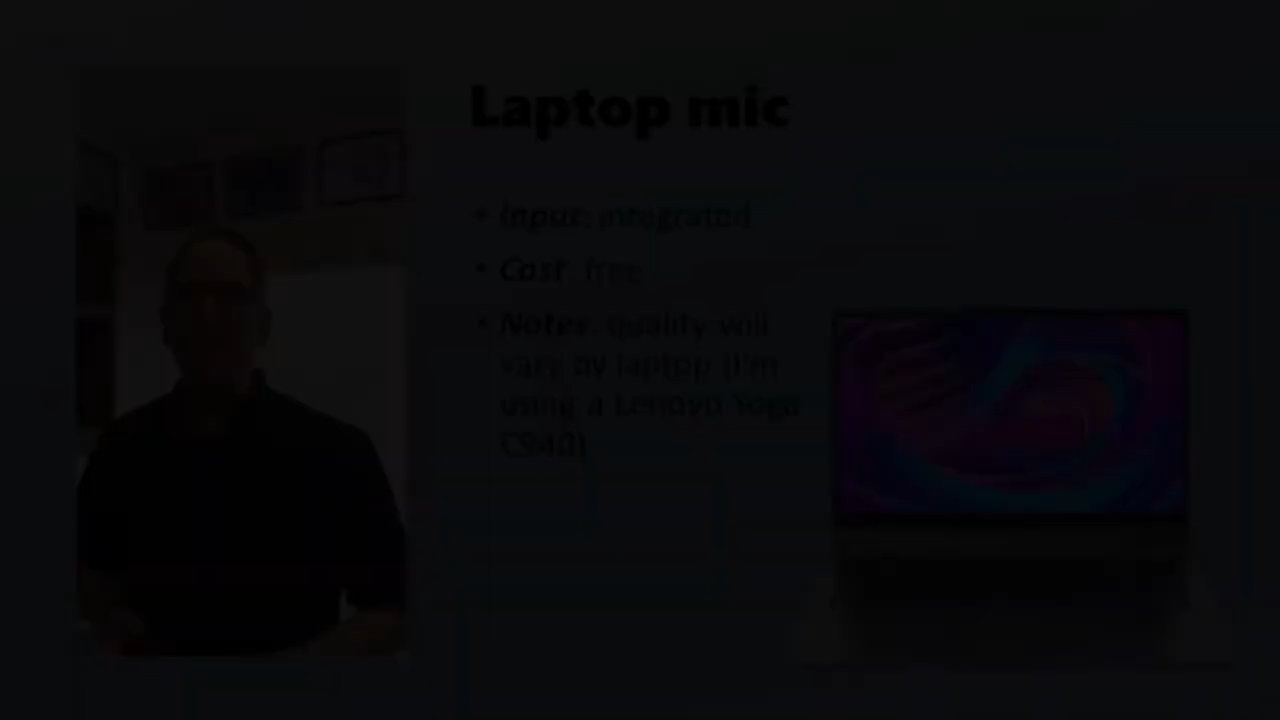 Laptop mic
• Input: integrated
• Cost: free
• Notes: quality will
vary by laptop (I'm
using a Lenovo Yoga
C940)